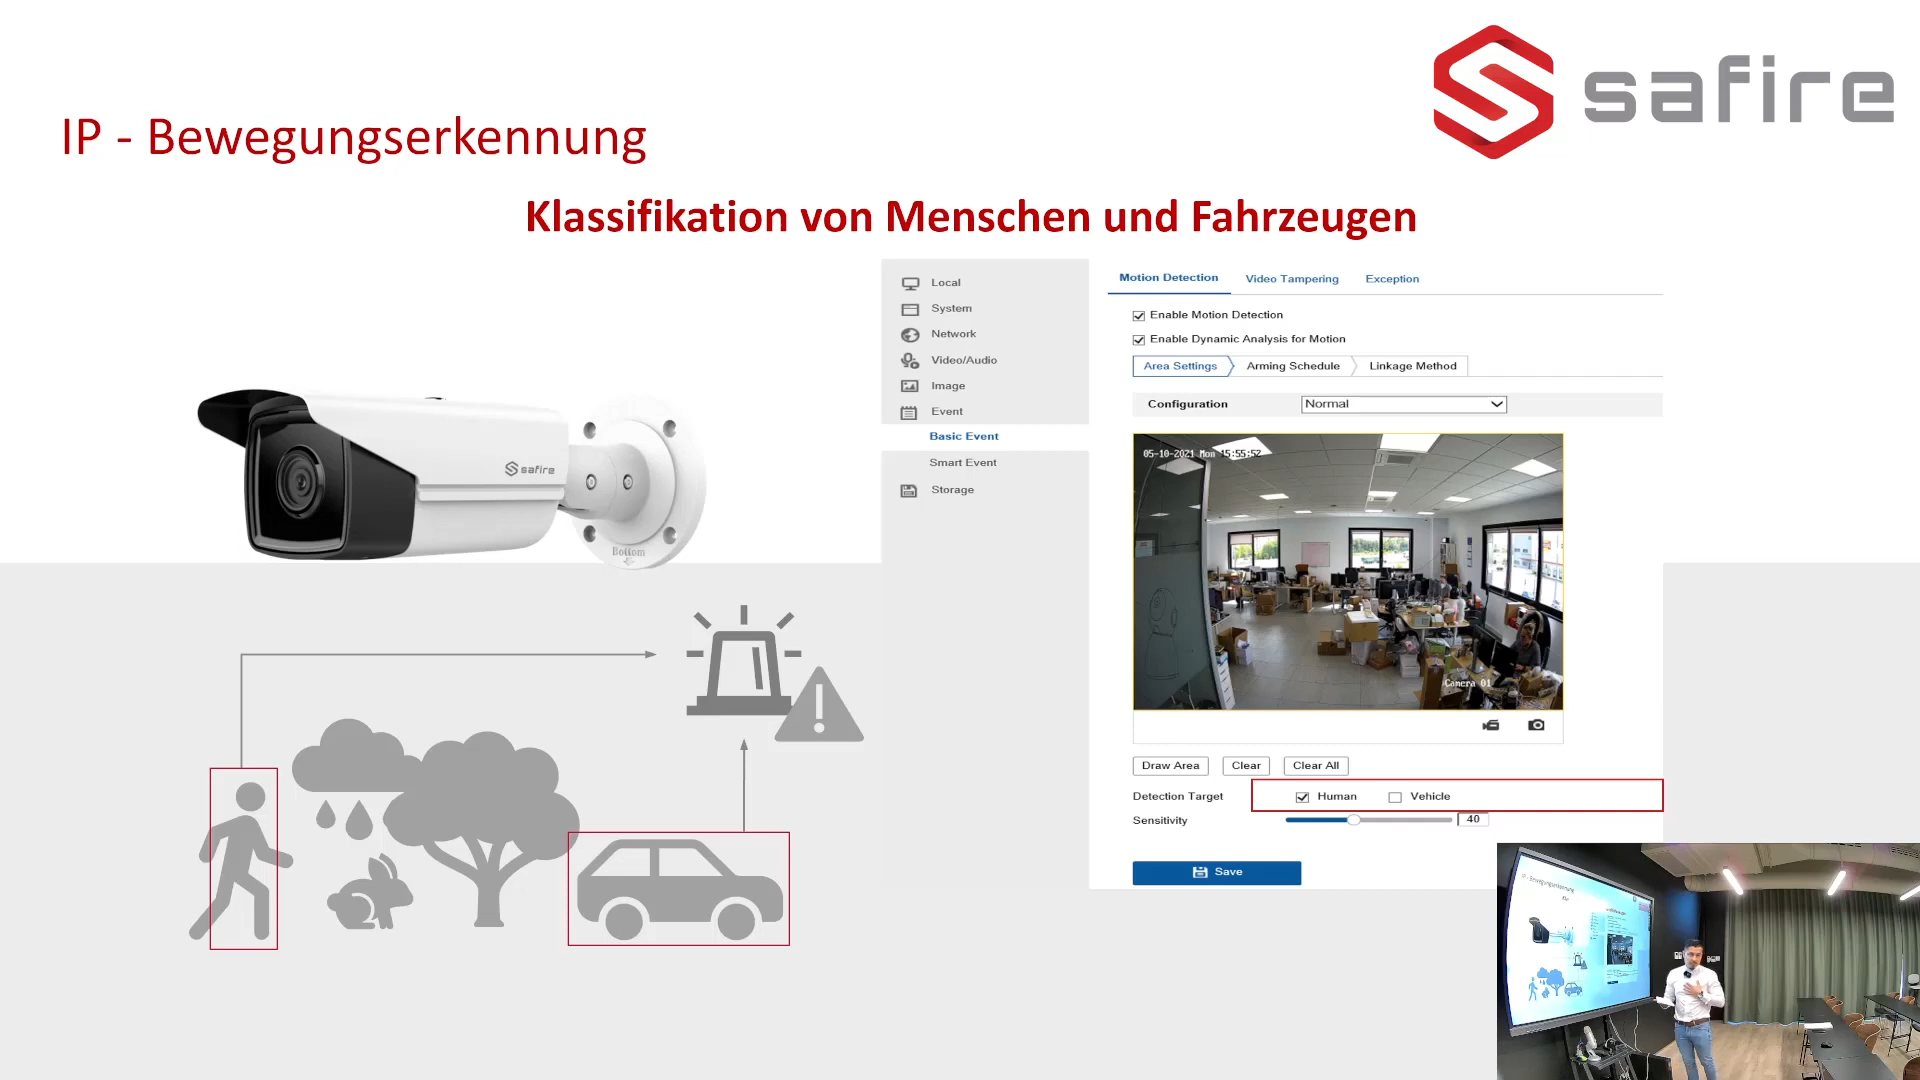 safire
IP - Bewegungserkennung
Klassifikation von Menschen und Fahrzeugen
Local
System
Network
Video/Audio
Image
Event
Basic Event
Smart Event
Storage
Motion Detection Video Tampering Exception
Enable Motion Detection
Enable Dynamic Analysis for Motion
Area Settings Arming Schedule Linkage Method
Configuration Normal
05-10-2021 Mon 15:55:52
Camera 01
Draw Area Clear Clear All
Detection Target Human Vehicle
Sensitivity 40
Save
safire
Bottom
Bewegungserkennung